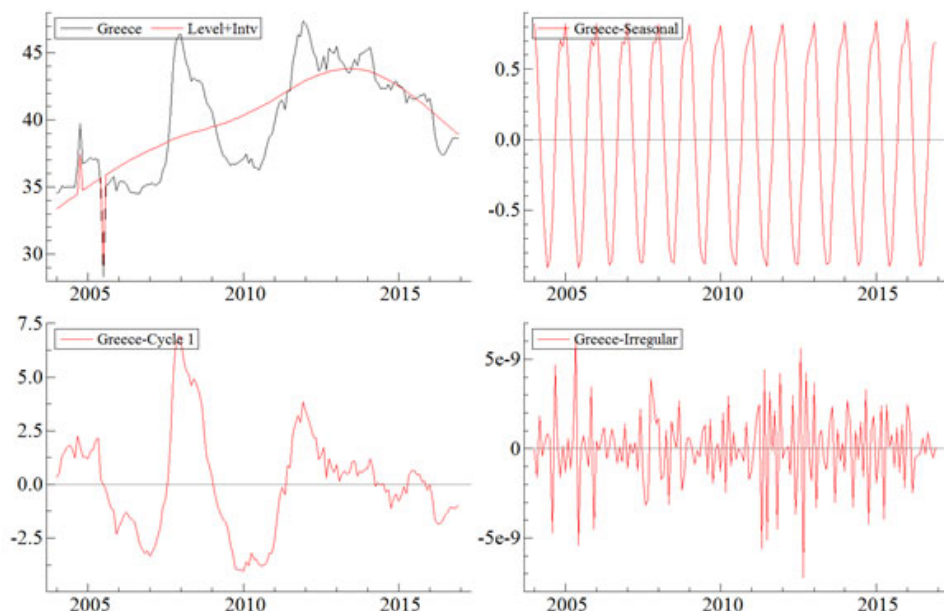 Greece Level+Intv
45
40
35
30
2005 2010 2015
Greece-Seasonal
0.5
0.0
-0.5
2005 2010 2015
7.5
Greece-Cycle 1
5.0
2.5
0.0
-2.5
2005 2010 2015
Greece-Irregular
5e-9
0
-5e-9
2005 2010 2015